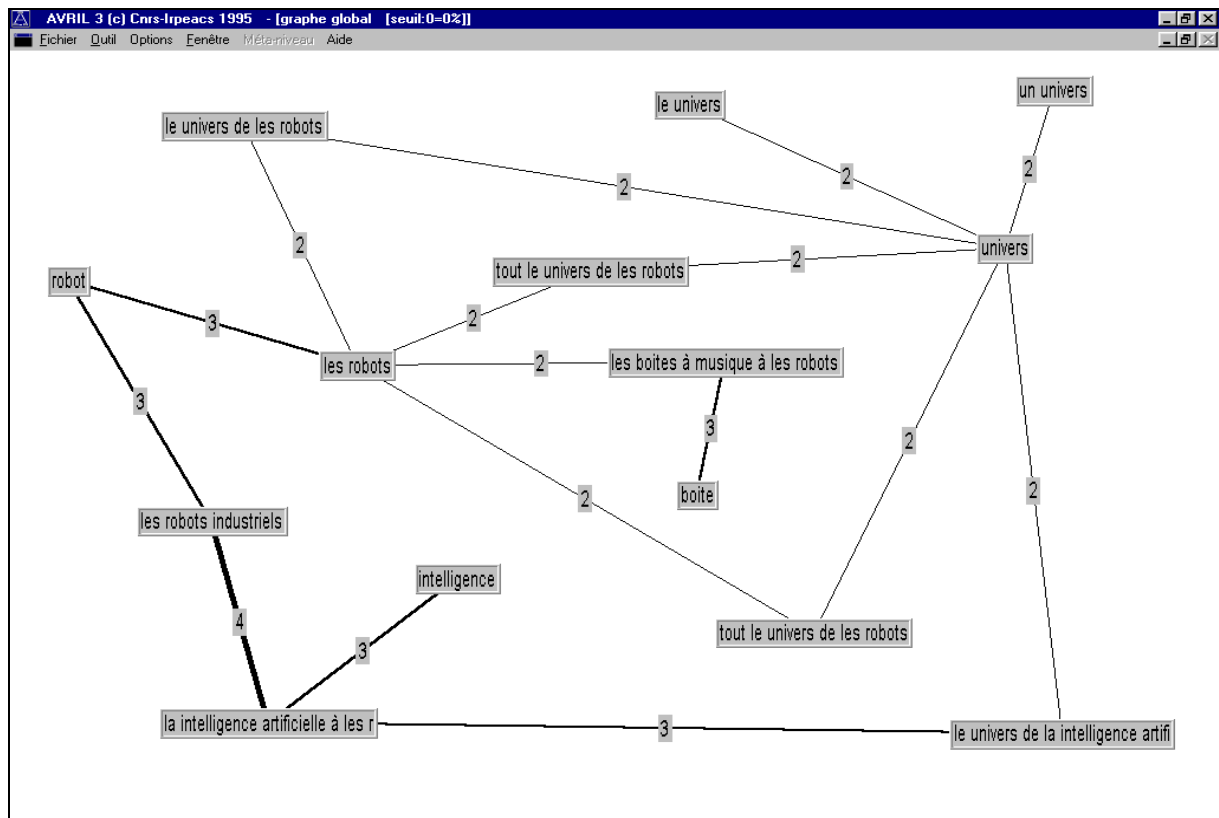 AVRIL 3 (c) Cnrs-Irpeacs 1995 - [graphe global [seuil:0=0%]]
Fichier Outil Options Fenêtre Méta-niveau Aide
un univers
le univers
le univers de les robots
2
2
2
2
univers
tout le univers de les robots
2
robot
2
3
les robots
2
les boites à musique à les robots
3
3
2
boite
2
2
les robots industriels
intelligence
4
tout le univers de les robots
3
la intelligence artificielle à les r
3
le univers de la intelligence artifi